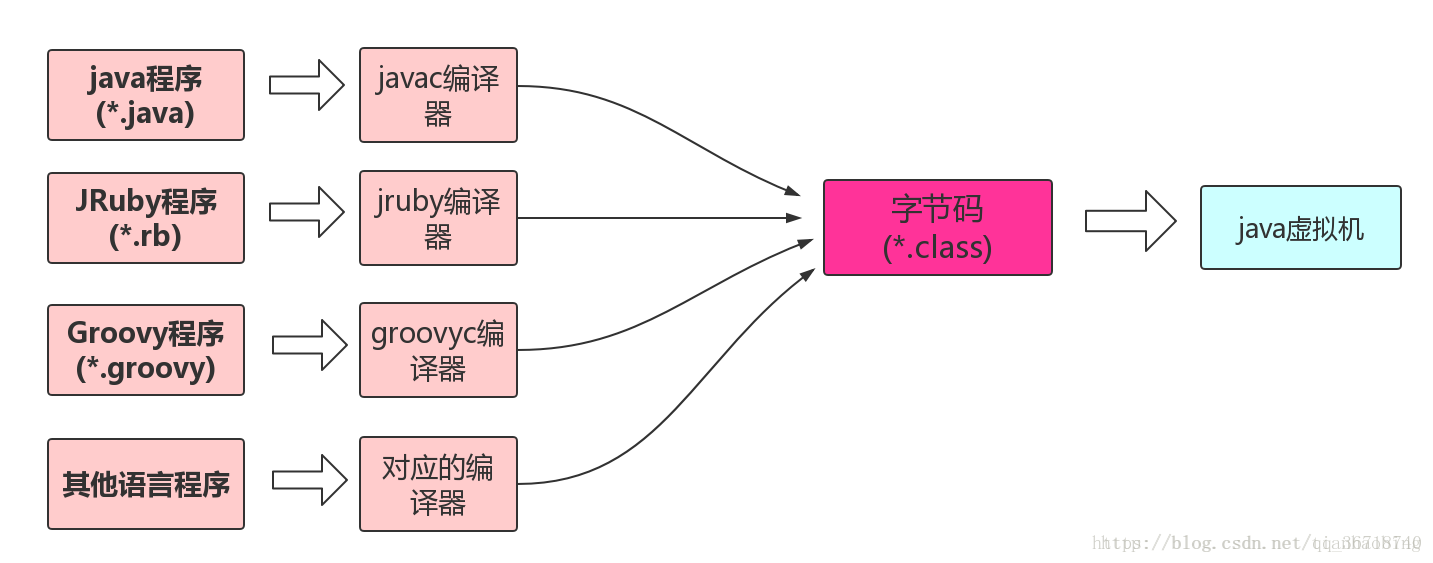 java程序
(*.java)
javac编译
器
JRuby程序
(*.rb)
jruby编译
器
Groovy程序
(*.groovy)
groovyc编
译器
其他语言程序
对应的编
译器
字节码
(*.class)
java虚拟机
https://blog.csdn.net/